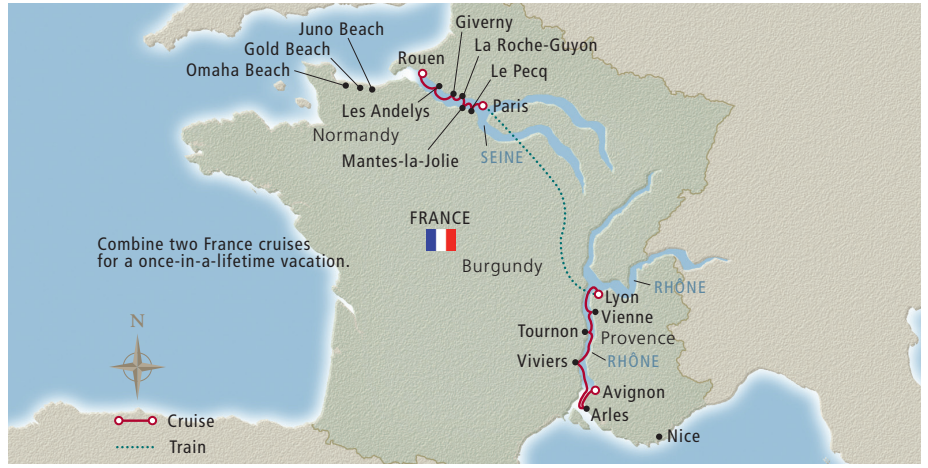 Juno Beach
Giverny
Gold Beach
La Roche-Guyon
Omaha Beach
Rouen
Le Pecq
Les Andelys
Paris
Normandy
Mantes-la-Jolie
SEINE
FRANCE
Combine two France cruises
for a once-in-a-lifetime vacation.
Burgundy
RHÔNE
Lyon
Vienne
N
Tournon
Provence
Viviers
RHÔNE
Avignon
Arles
Cruise
Nice
Train